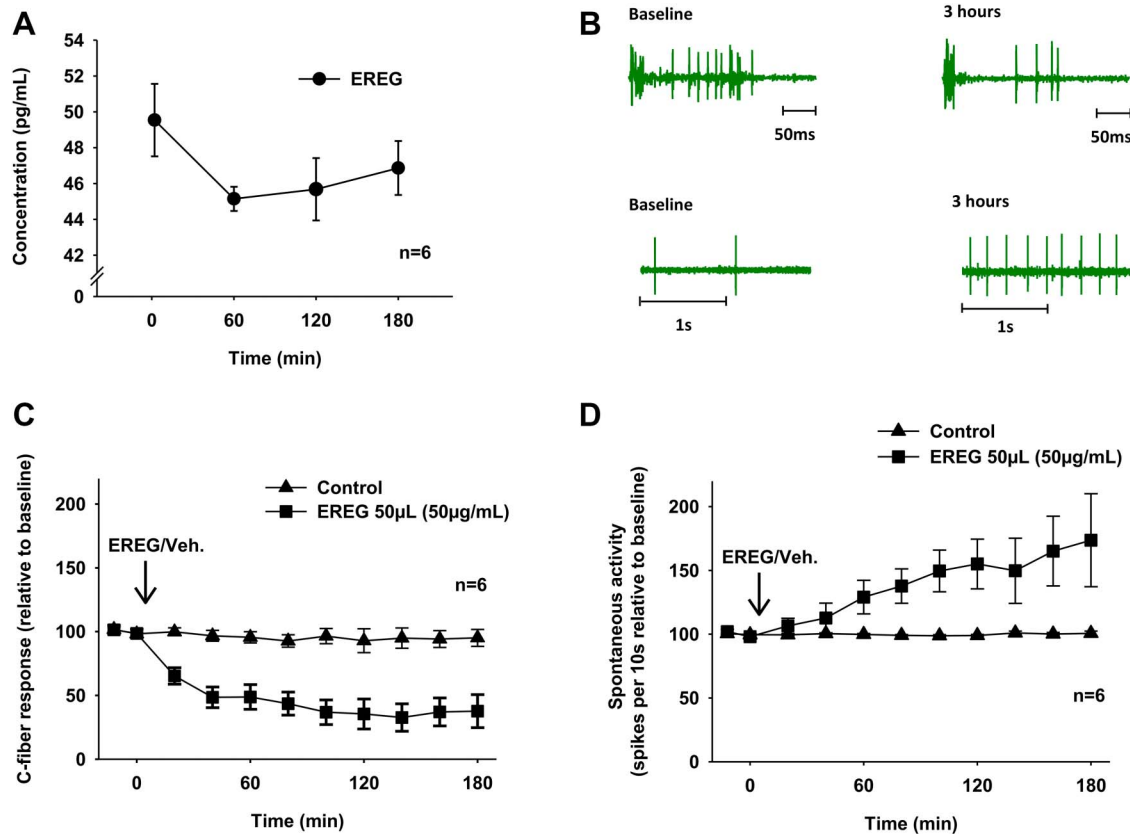 A
54
52
50
48
46
44
42
0
Concentration (pg/mL)
EREG
n=6
0 60 120 180
Time (min)
B
Baseline
3 hours
50ms
50ms
Baseline
3 hours
1s
1s
C
Control
EREG 50µL (50µg/mL)
200
150
100
50
0
C-fiber response (relative to baseline)
EREG/Veh.
n=6
0 60 120 180
Time (min)
D
Control
EREG 50µL (50µg/mL)
200
150
100
50
0
Spontaneous activity
(spikes per 10s relative to baseline)
EREG/Veh.
n=6
0 60 120 180
Time (min)